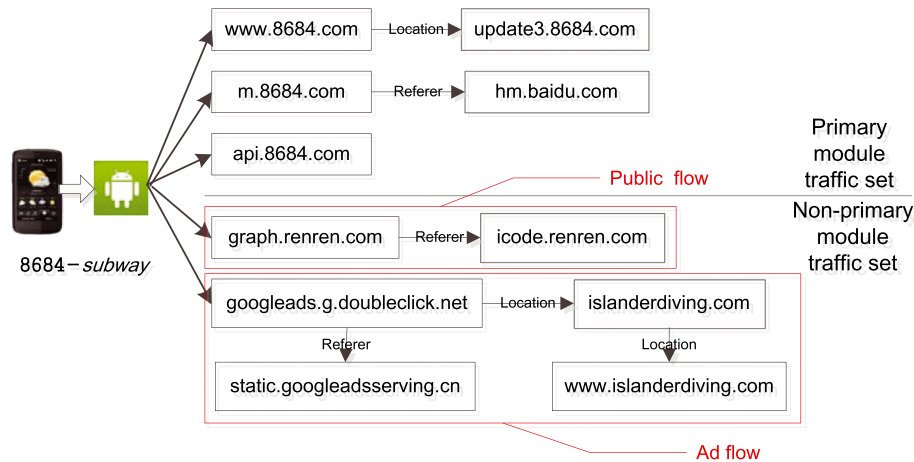 www.8684.com
Location
update3.8684.com
m.8684.com
Referer
hm.baidu.com
api.8684.com
Primary
module
traffic set
Public flow
Non-primary
module
traffic set
graph.renren.com
Referer
icode.renren.com
8684-subway
googleads.g.doubleclick.net
Location
islanderdiving.com
Referer
Location
static.googleadsserving.cn
www.islanderdiving.com
Ad flow